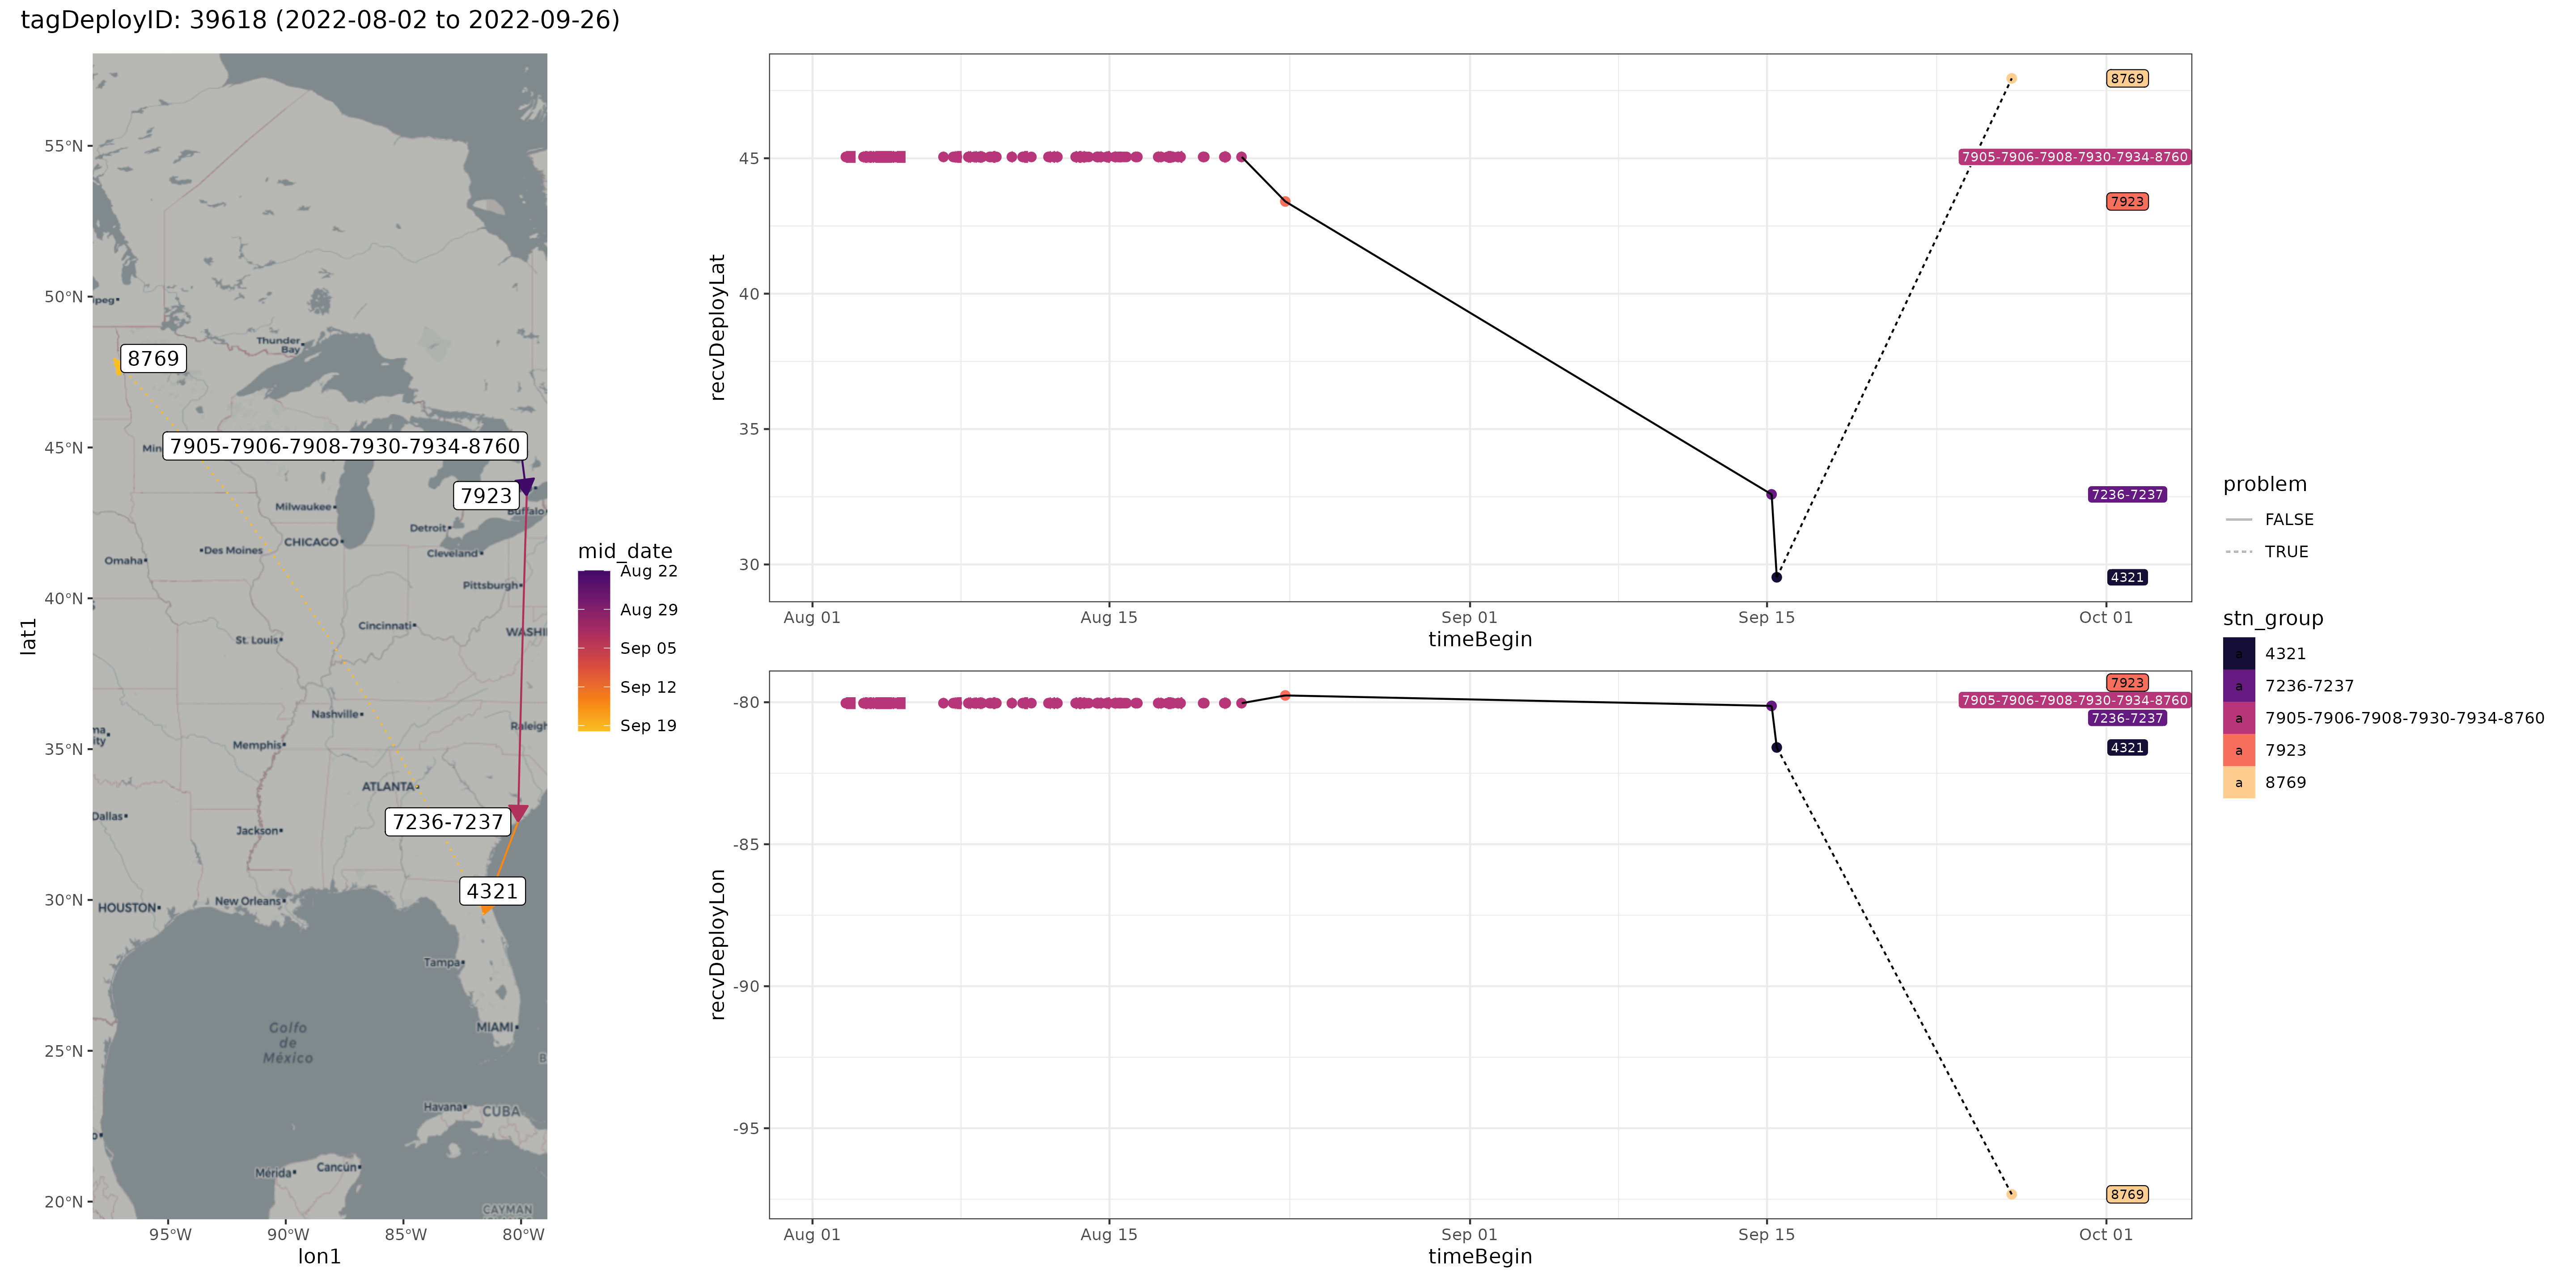 tagDeployID: 39618 (2022-08-02 to 2022-09-26)
lat1
55°N
50°N
45°N
40°N
35°N
30°N
25°N
20°N
95°W
90°W
85°W
80°W
lon1
peg
Thunder
Bay
8769
7905-7906-7908-7930-7934-8760
Min
7923
Buffalo
Milwaukee
Detroit
CHICAGO
Cleveland
Des Moines
Omaha
Pittsburgh
Cincinnati
WASHI
St. Louis
Nashville
Raleigh
ma
ity
Memphis
ATLANTA
Dallas
7236-7237
Jackson
4321
HOUSTON
New Orleans
Tampa
Golfo
de
México
MIAMI
B
Havana
CUBA
Mérida
Cancún
CAYMAN
mid_date
Aug 22
Aug 29
Sep 05
Sep 12
Sep 19
recvDeployLat
45
40
35
30
8769
7905-7906-7908-7930-7934-8760
7923
7236-7237
4321
Aug 01
Aug 15
Sep 01
Sep 15
Oct 01
timeBegin
recvDeployLon
-80
-85
-90
-95
7923
7905-7906-7908-7930-7934-8760
7236-7237
4321
8769
Aug 01
Aug 15
Sep 01
Sep 15
Oct 01
timeBegin
problem
FALSE
TRUE
stn_group
a 4321
a 7236-7237
a 7905-7906-7908-7930-7934-8760
a 7923
a 8769